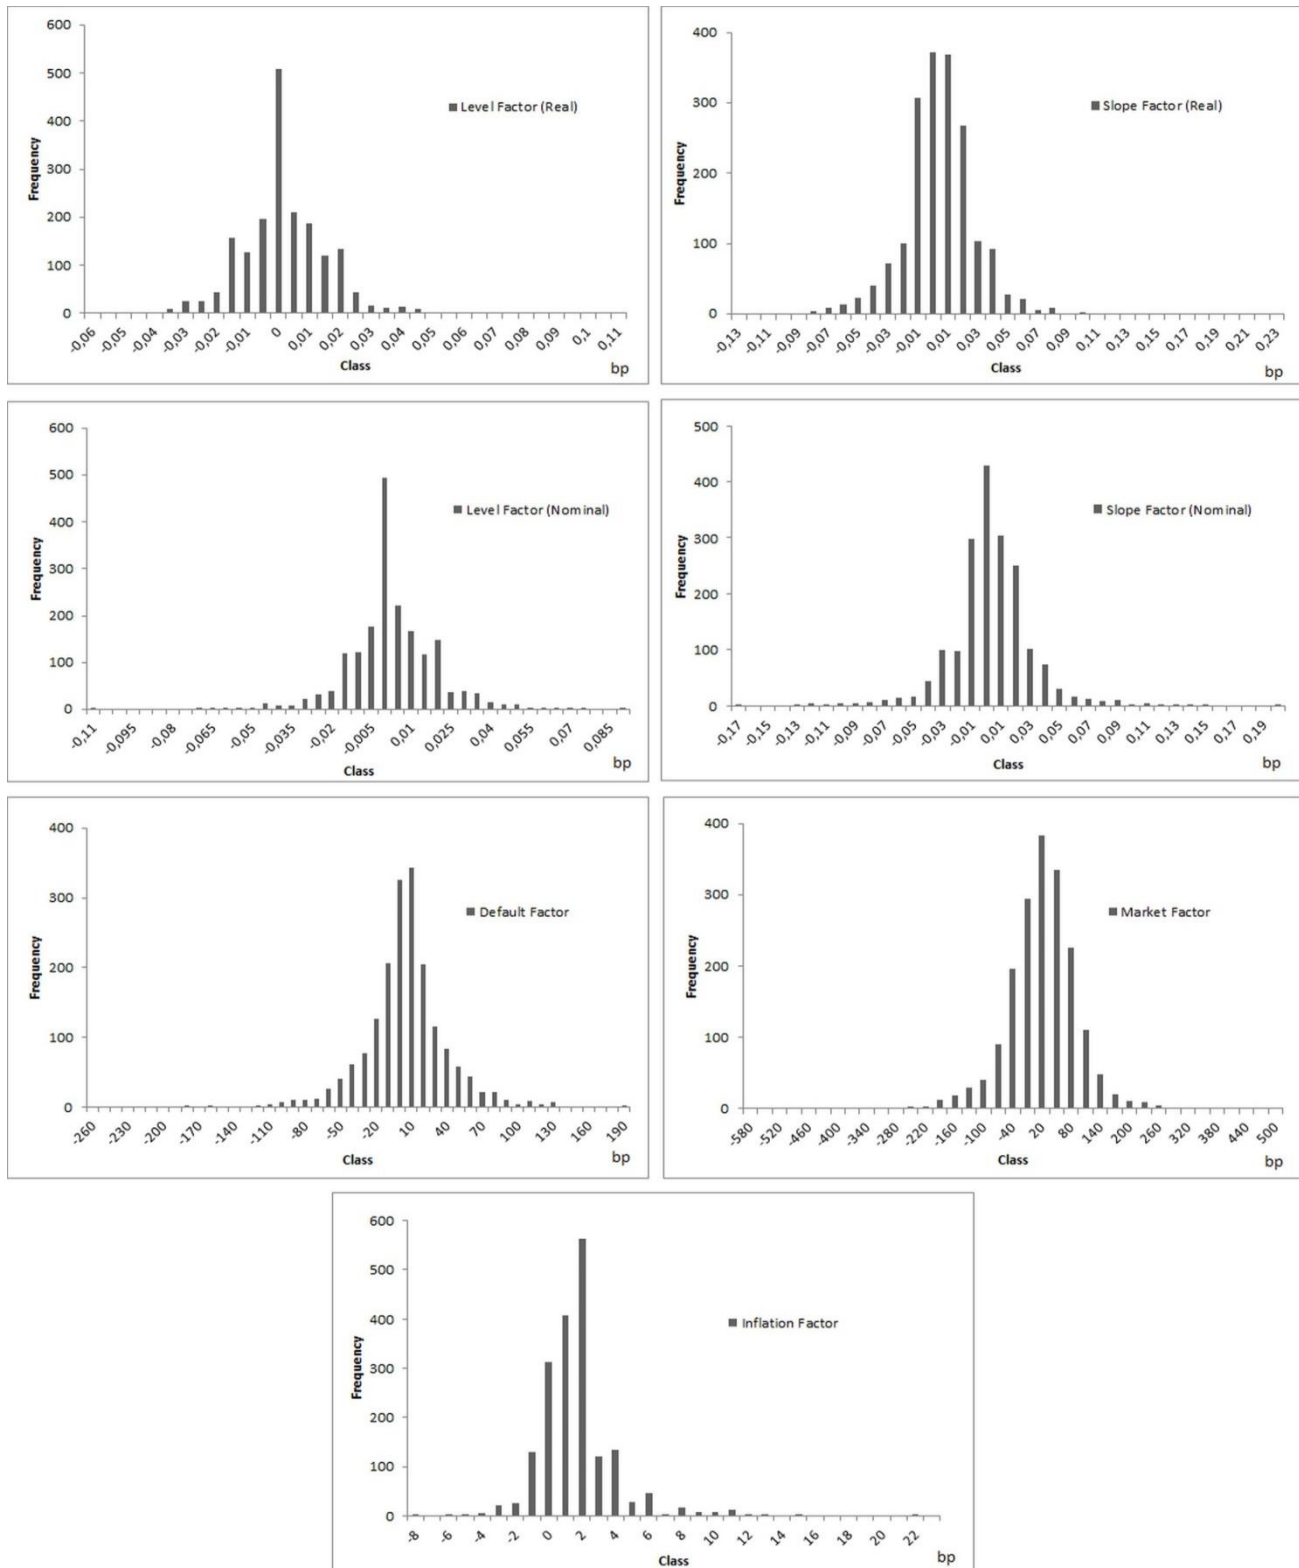 600
500
400
300
200
100
0
Frequency
Level Factor (Real)
-0,06 -0,05 -0,04 -0,03 -0,02 -0,01 0 0,01 0,02 0,03 0,04 0,05 0,06 0,07 0,08 0,09 0,1 0,11
Class
bp
400
300
200
100
0
Frequency
Slope Factor (Real)
-0,13 -0,11 -0,09 -0,07 -0,05 -0,03 -0,01 0,01 0,03 0,05 0,07 0,09 0,11 0,13 0,15 0,17 0,19 0,21 0,23
Class
bp
600
500
400
300
200
100
0
Frequency
Level Factor (Nominal)
-0,11 -0,095 -0,08 -0,065 -0,05 -0,035 -0,02 -0,005 0,01 0,025 0,04 0,055 0,07 0,085
Class
bp
500
400
300
200
100
0
Frequency
Slope Factor (Nominal)
-0,17 -0,15 -0,13 -0,11 -0,09 -0,07 -0,05 -0,03 -0,01 0,01 0,03 0,05 0,07 0,09 0,11 0,13 0,15 0,17 0,19
Class
bp
400
300
200
100
0
Frequency
Default Factor
-260 -230 -200 -170 -140 -110 -80 -50 -20 10 40 70 100 130 160 190
Class
bp
400
300
200
100
0
Frequency
Market Factor
-580 -520 -460 -400 -340 -280 -220 -160 -100 -40 20 80 140 200 260 320 380 440 500
Class
bp
600
500
400
300
200
100
0
Frequency
Inflation Factor
-8 -6 -4 -2 0 2 4 6 8 10 12 14 16 18 20 22
Class
bp